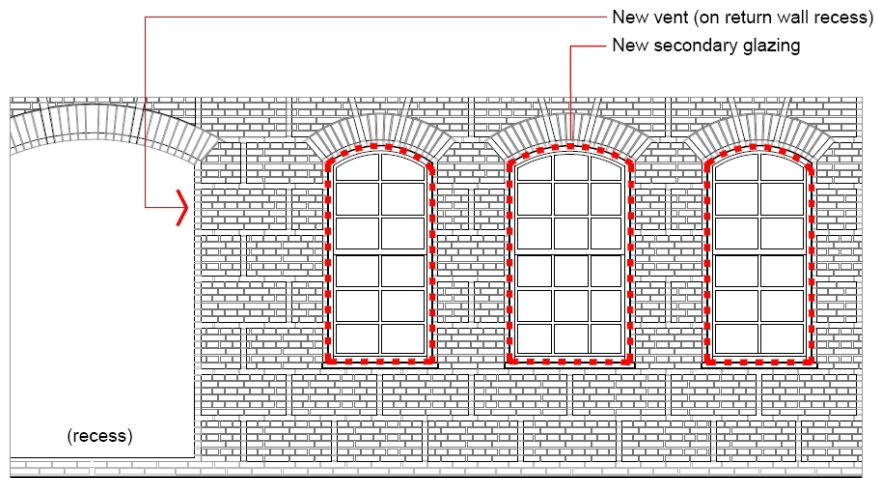 New vent (on return wall recess)
New secondary glazing
(recess)